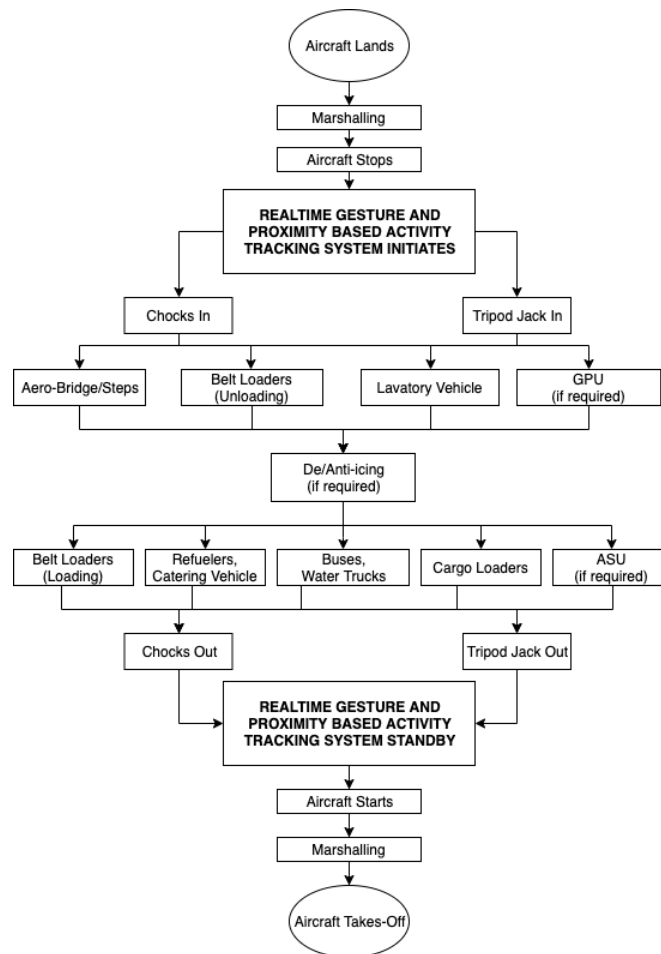 Aircraft Lands
Marshalling
Aircraft Stops
REALTIME GESTURE AND
PROXIMITY BASED ACTIVITY
TRACKING SYSTEM INITIATES
Chocks In
Tripod Jack In
Aero-Bridge/Steps
Belt Loaders
(Unloading)
Lavatory Vehicle
GPU
(if required)
De/Anti-icing
(if required)
Belt Loaders
(Loading)
Refuelers,
Catering Vehicle
Buses,
Water Trucks
Cargo Loaders
ASU
(if required)
Chocks Out
Tripod Jack Out
REALTIME GESTURE AND
PROXIMITY BASED ACTIVITY
TRACKING SYSTEM STANDBY
Aircraft Starts
Marshalling
Aircraft Takes-Off